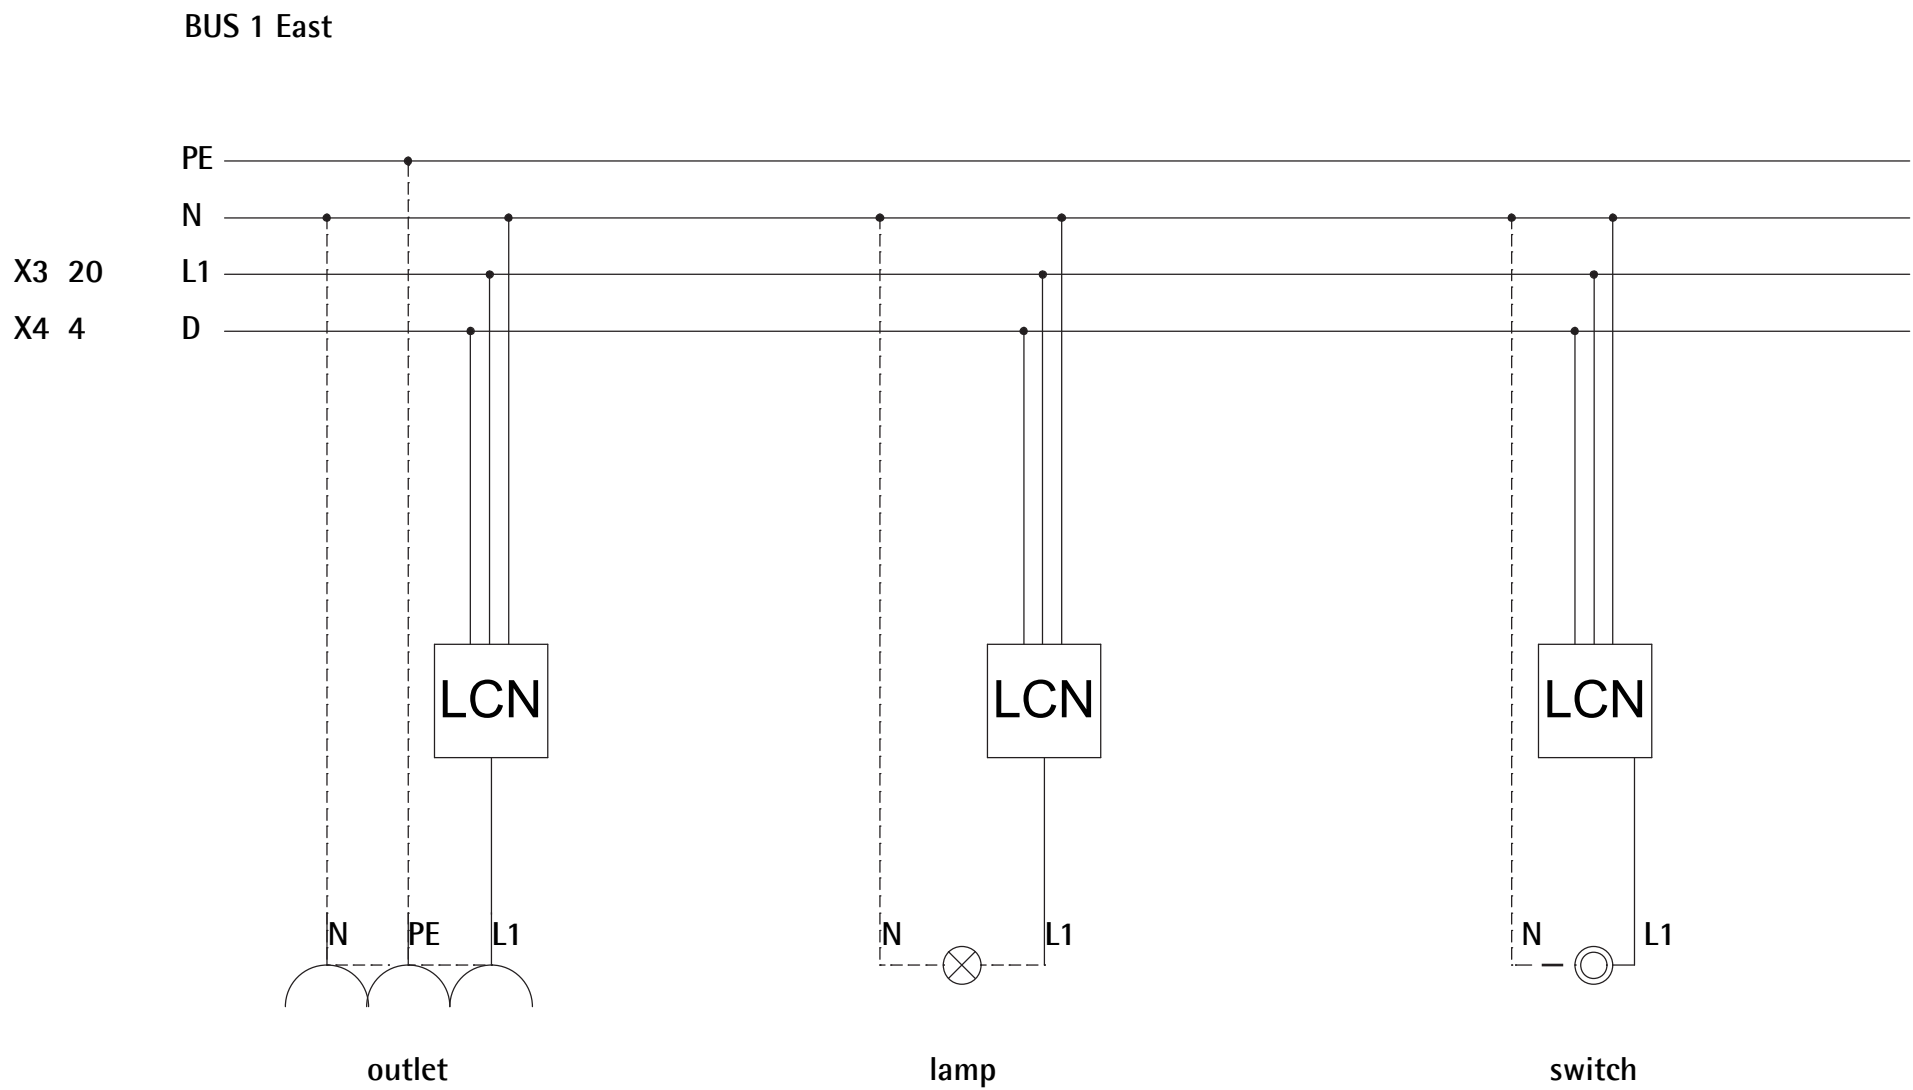 BUS 1 East
PE
N
X3 20 L1
X4 4 D
LCN LCN LCN
N PE L1 N L1 N L1
outlet lamp switch